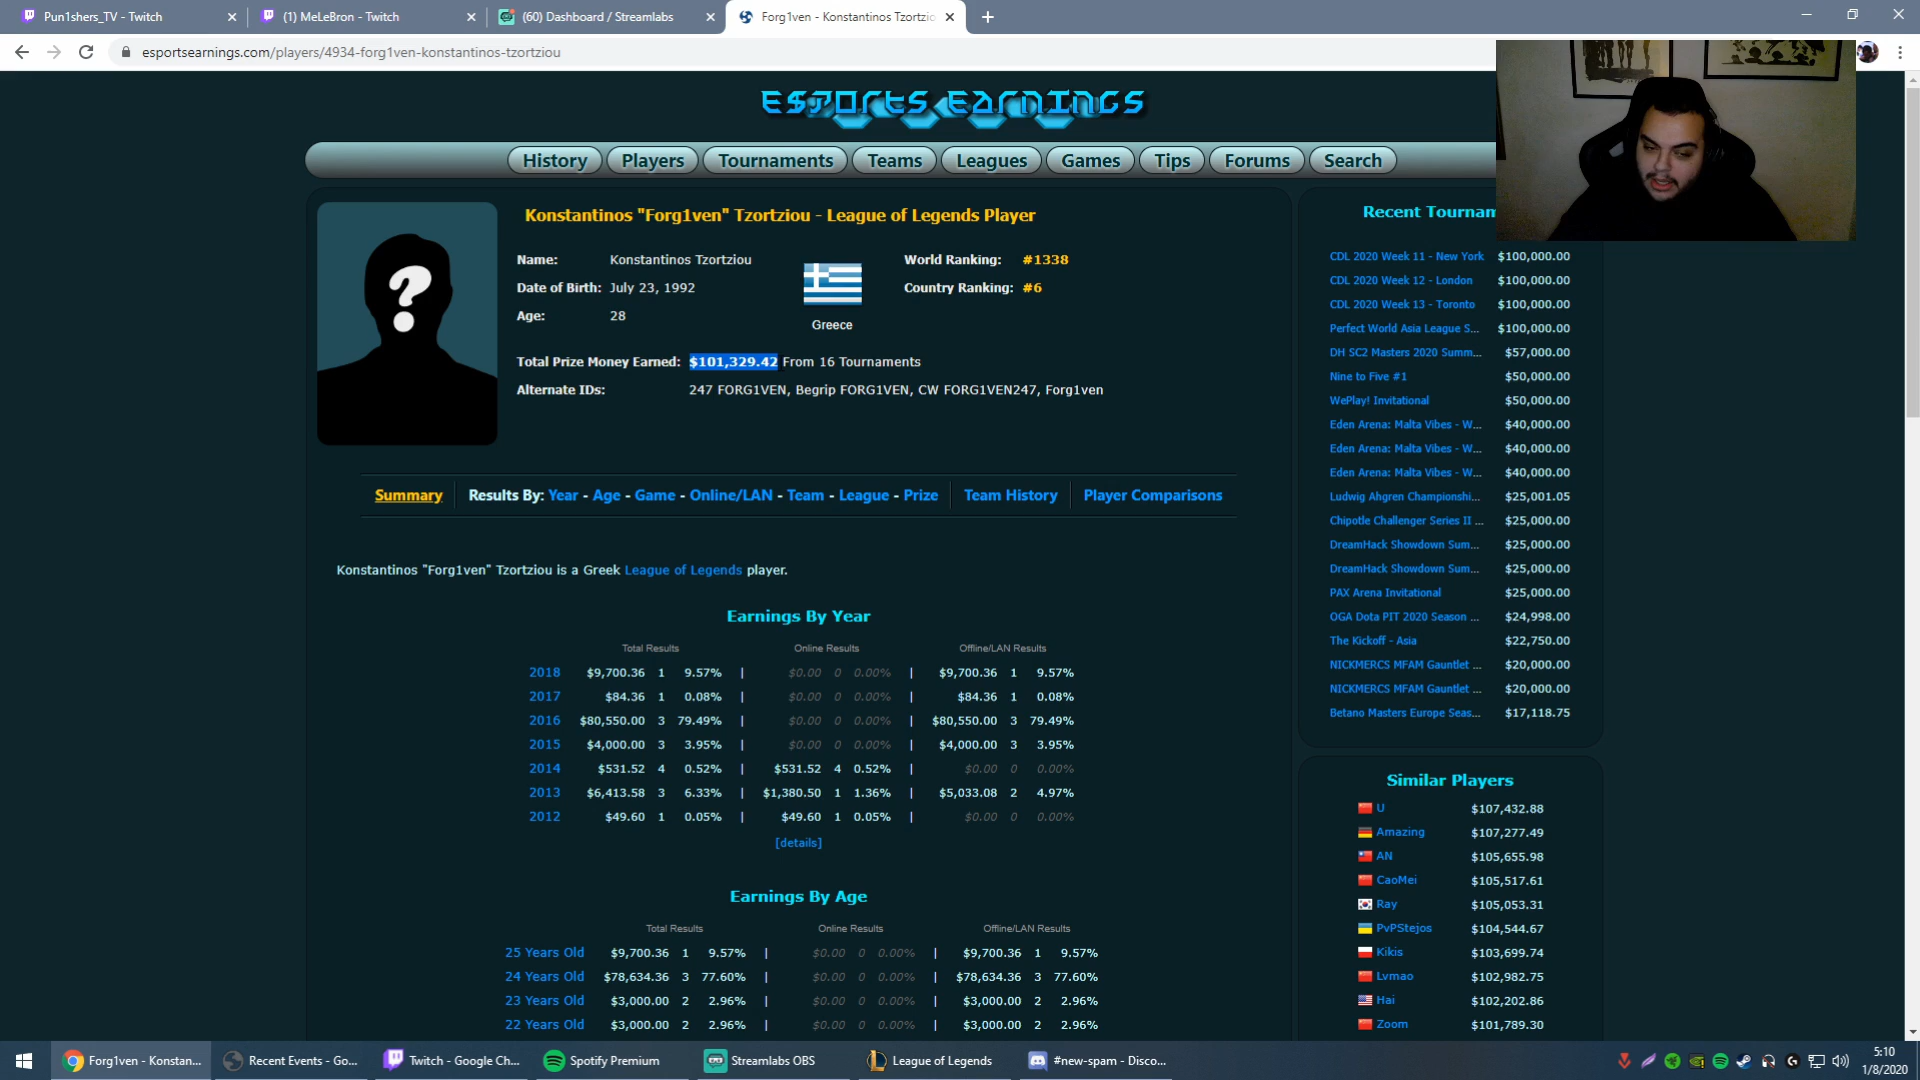 Pun1shers_TV - Twitch
(1) MeLeBron - Twitch
(60) Dashboard / Streamlabs
Forg1ven - Konstantinos Tzortzio
esportsearnings.com/players/4934-forg1ven-konstantinos-tzortziou
ESPORTS EARNINGS
History Players Tournaments Teams Leagues Games Tips Forums Search
Konstantinos "Forg1ven" Tzortziou - League of Legends Player
Name: Konstantinos Tzortziou
Date of Birth: July 23, 1992
Age: 28
Greece
World Ranking: #1338
Country Ranking: #6
Total Prize Money Earned: $101,329.42 From 16 Tournaments
Alternate IDs: 247 FORG1VEN, Begrip FORG1VEN, CW FORG1VEN247, Forg1ven
Summary Results By: Year - Age - Game - Online/LAN - Team - League - Prize Team History Player Comparisons
Konstantinos "Forg1ven" Tzortziou is a Greek League of Legends player.
Earnings By Year
Total Results Online Results Offline/LAN Results
2018 $9,700.36 1 9.57% | $0.00 0 0.00% | $9,700.36 1 9.57%
2017 $84.36 1 0.08% | $0.00 0 0.00% | $84.36 1 0.08%
2016 $80,550.00 3 79.49% | $0.00 0 0.00% | $80,550.00 3 79.49%
2015 $4,000.00 3 3.95% | $0.00 0 0.00% | $4,000.00 3 3.95%
2014 $531.52 4 0.52% | $531.52 4 0.52% | $0.00 0 0.00%
2013 $6,413.58 3 6.33% | $1,380.50 1 1.36% | $5,033.08 2 4.97%
2012 $49.60 1 0.05% | $49.60 1 0.05% | $0.00 0 0.00%
[details]
Earnings By Age
Total Results Online Results Offline/LAN Results
25 Years Old $9,700.36 1 9.57% | $0.00 0 0.00% | $9,700.36 1 9.57%
24 Years Old $78,634.36 3 77.60% | $0.00 0 0.00% | $78,634.36 3 77.60%
23 Years Old $3,000.00 2 2.96% | $0.00 0 0.00% | $3,000.00 2 2.96%
22 Years Old $3,000.00 2 2.96% | $0.00 0 0.00% | $3,000.00 2 2.96%
Recent Tournam
CDL 2020 Week 11 - New York $100,000.00
CDL 2020 Week 12 - London $100,000.00
CDL 2020 Week 13 - Toronto $100,000.00
Perfect World Asia League S... $100,000.00
DH SC2 Masters 2020 Summ... $57,000.00
Nine to Five #1 $50,000.00
WePlay! Invitational $50,000.00
Eden Arena: Malta Vibes - W... $40,000.00
Eden Arena: Malta Vibes - W... $40,000.00
Eden Arena: Malta Vibes - W... $40,000.00
Ludwig Ahgren Championshi... $25,001.05
Chipotle Challenger Series II ... $25,000.00
DreamHack Showdown Sum... $25,000.00
DreamHack Showdown Sum... $25,000.00
PAX Arena Invitational $25,000.00
OGA Dota PIT 2020 Season ... $24,998.00
The Kickoff - Asia $22,750.00
NICKMERCS MFAM Gauntlet ... $20,000.00
NICKMERCS MFAM Gauntlet ... $20,000.00
Betano Masters Europe Seas... $17,118.75
Similar Players
U $107,432.88
Amazing $107,277.49
AN $105,655.98
CaoMei $105,517.61
Ray $105,053.31
PvPStejos $104,544.67
Kikis $103,699.74
Lvmao $102,982.75
Hai $102,202.86
Zoom $101,789.30
Forg1ven - Konstan...
Recent Events - Go...
Twitch - Google Ch...
Spotify Premium
Streamlabs OBS
League of Legends
#new-spam - Disco...
5:10
1/8/2020